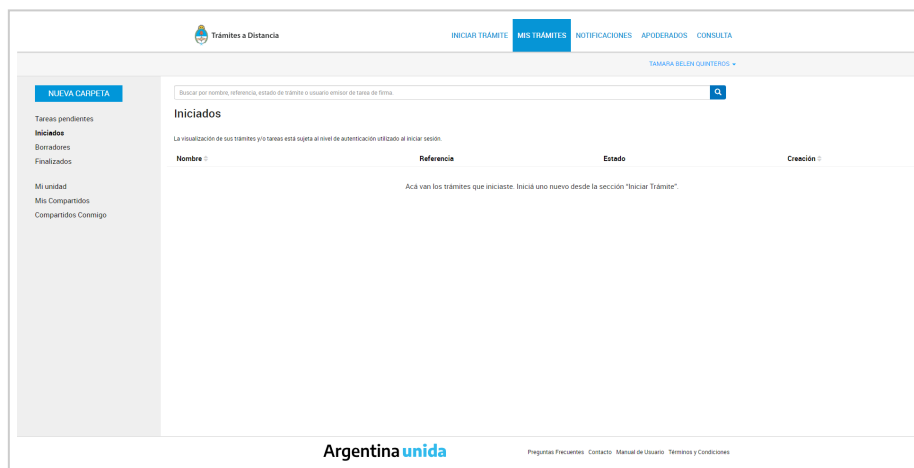 Trámites a Distancia
INICIAR TRÁMITE MIS TRÁMITES NOTIFICACIONES APODERADOS CONSULTA
TAMARA BELEN QUINTEROS
NUEVA CARPETA
Tareas pendientes
Iniciados
Borradores
Finalizados
Mi unidad
Mis Compartidos
Compartidos Conmigo
Buscar por nombre, referencia, estado de trámite o usuario emisor de tarea de firma.
Iniciados
La visualización de sus trámites y/o tareas está sujeta al nivel de autenticación utilizado al iniciar sesión.
Nombre Referencia Estado Creación
Acá van los trámites que iniciaste. Iniciá uno nuevo desde la sección "Iniciar Trámite".
Argentina unida
Preguntas Frecuentes Contacto Manual de Usuario Términos y Condiciones